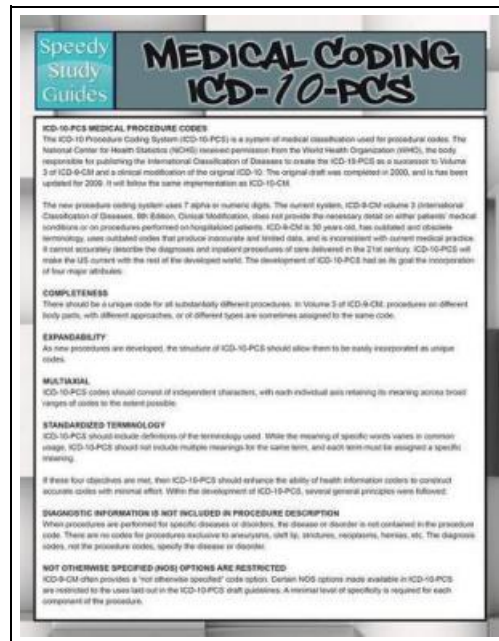 Speedy
Study
Guides
MEDICAL CODING
ICD-10-PCS
ICD-10-PCS MEDICAL PROCEDURE CODES
The ICD-10 Procedure Coding System (ICD-10-PCS) is a system of medical classification used for procedural codes. The
National Center for Health Statistics (NCHS) received permission from the World Health Organization (WHO), the body
responsible for publishing the International Classification of Diseases to create the ICD-10-PCS as a successor to Volume
3 of ICD-9-CM and a clinical modification of the original ICD-10. The original draft was completed in 2000, and is has been
updated for 2009. It will follow the same implementation as ICD-10-CM.
The new procedure coding system uses 7 alpha or numeric digits. The current system, ICD-9-CM volume 3 (International
Classification of Diseases, 9th Edition, Clinical Modification, does not provide the necessary detail on either patients' medical
conditions or on procedures performed on hospitalized patients. ICD-9-CM is 30 years old, has outdated and obsolete
terminology, uses outdated codes that produce inaccurate and limited data, and is inconsistent with current medical practice.
It cannot accurately describe the diagnoses and inpatient procedures of care delivered in the 21st century. ICD-10-PCS will
make the US current with the rest of the developed world. The development of ICD-10-PCS had as its goal the incorporation
of four major attributes:
COMPLETENESS
There should be a unique code for all substantially different procedures. In Volume 3 of ICD-9-CM, procedures on different
body parts, with different approaches, or of different types are sometimes assigned to the same code.
EXPANDABILITY
As new procedures are developed, the structure of ICD-10-PCS should allow them to be easily incorporated as unique
codes.
MULTIAXIAL
ICD-10-PCS codes should consist of independent characters, with each individual axis retaining its meaning across broad
ranges of codes to the extent possible.
STANDARDIZED TERMINOLOGY
ICD-10-PCS should include definitions of the terminology used. While the meaning of specific words varies in common
usage, ICD-10-PCS should not include multiple meanings for the same term, and each term must be assigned a specific
meaning.
If these four objectives are met, then ICD-10-PCS should enhance the ability of health information coders to construct
accurate codes with minimal effort. Within the development of ICD-10-PCS, several general principles were followed:
DIAGNOSTIC INFORMATION IS NOT INCLUDED IN PROCEDURE DESCRIPTION
When procedures are performed for specific diseases or disorders, the disease or disorder is not contained in the procedure
code. There are no codes for procedures exclusive to aneurysms, cleft lip, strictures, neoplasms, hernias, etc. The diagnosis
codes, not the procedure codes, specify the disease or disorder.
NOT OTHERWISE SPECIFIED (NOS) OPTIONS ARE RESTRICTED
ICD-9-CM often provides a "not otherwise specified" code option. Certain NOS options made available in ICD-10-PCS
are restricted to the uses laid out in the ICD-10-PCS draft guidelines. A minimal level of specificity is required for each
component of the procedure.